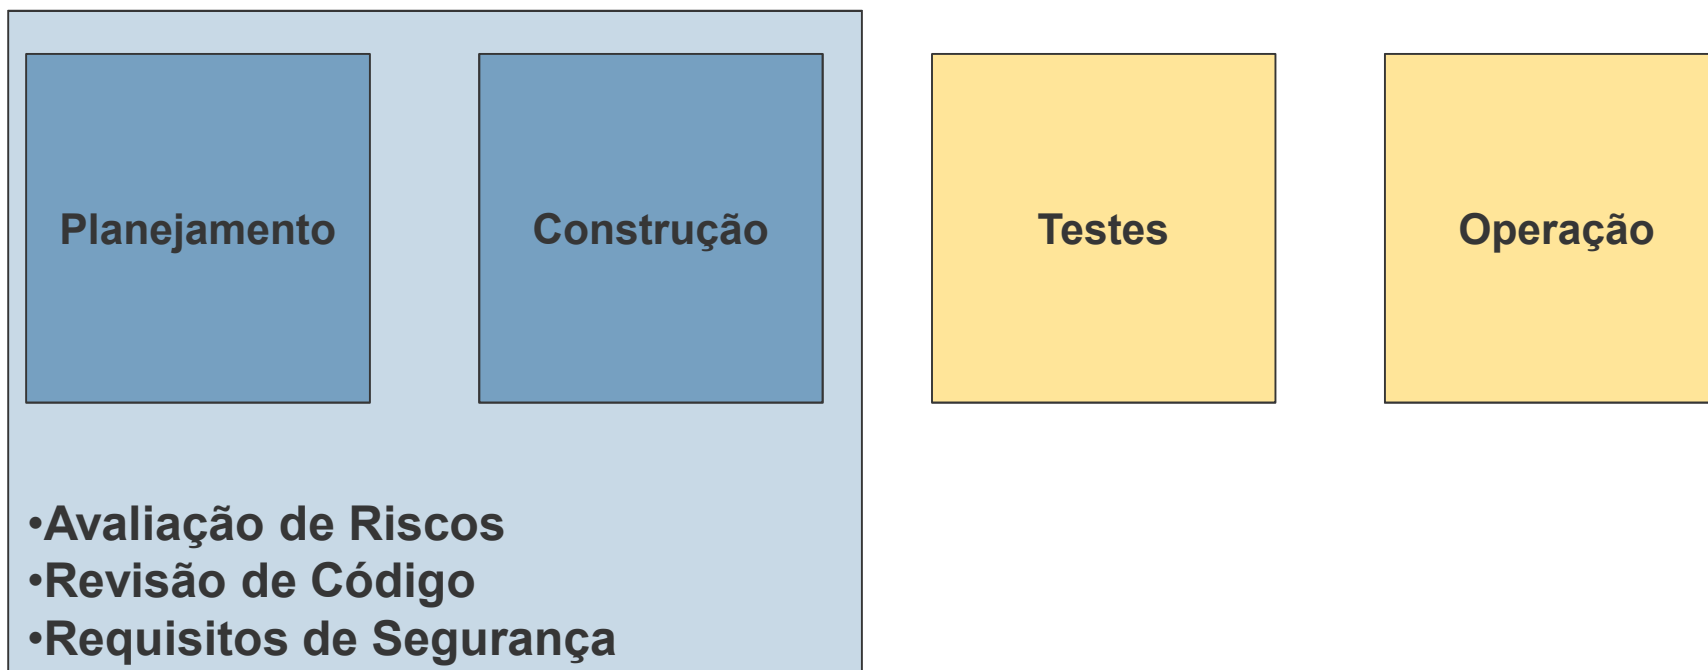 Planejamento
Construção
Testes
Operação
•Avaliação de Riscos
•Revisão de Código
•Requisitos de Segurança